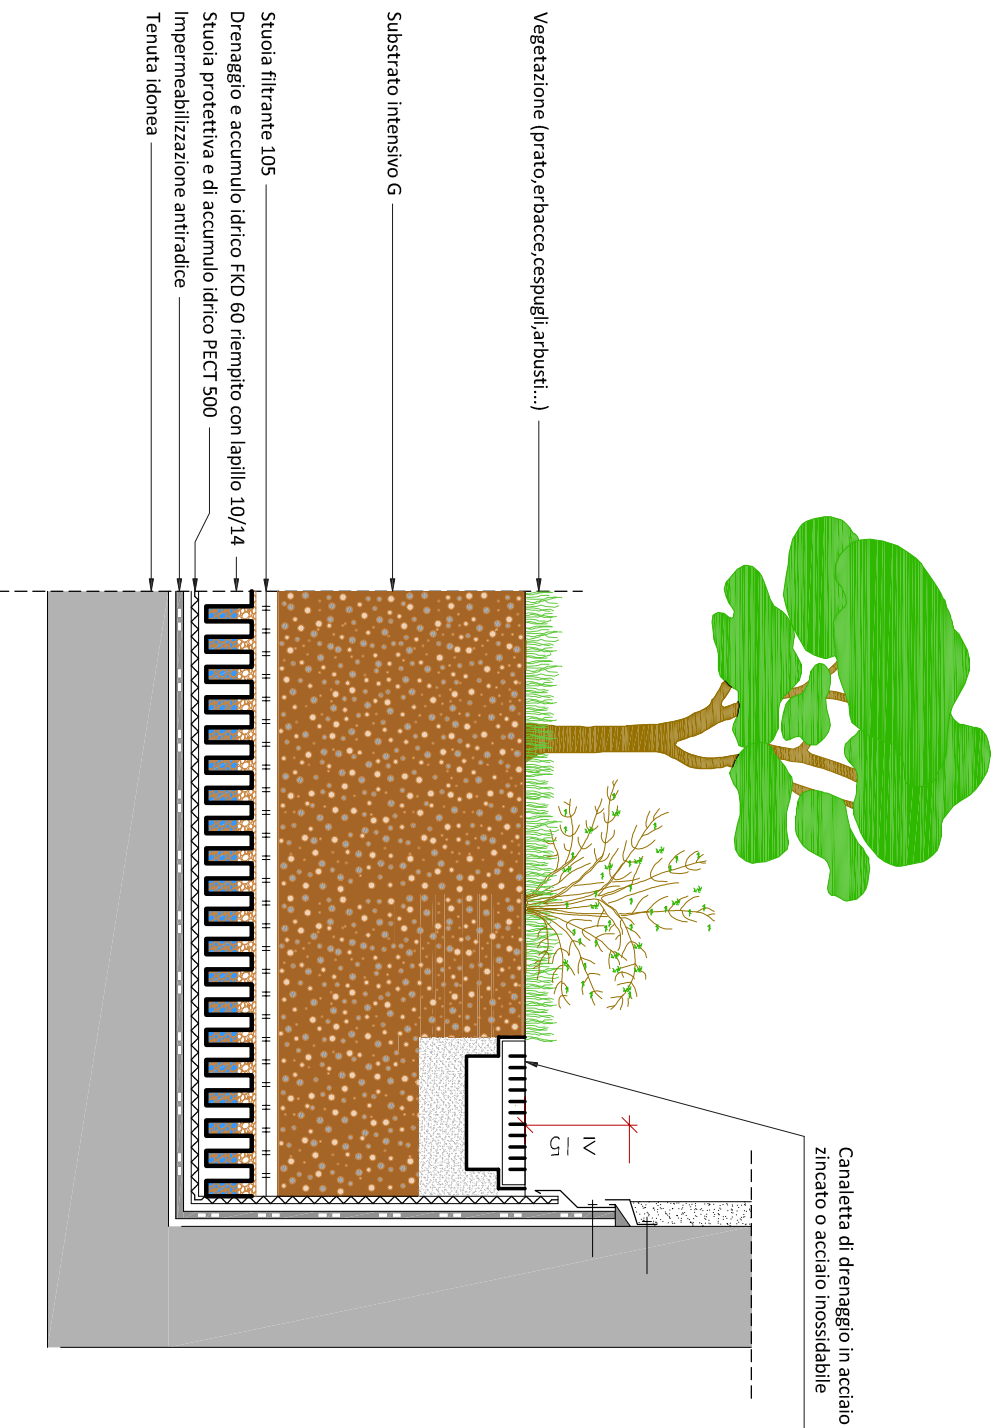 Canaletta di drenaggio in acciaio
zincato o acciaio inossidabile
≥
15
Vegetazione (prato,erbacce,cespugli,arbusti...)
Substrato intensivo G
Stuoia filtrante 105
Drenaggio e accumulo idrico FKD 60 riempito con lapillo 10/14
Stuoia protettiva e di accumulo idrico PECT 500
Impermeabilizzazione antiradice
Tenuta idonea